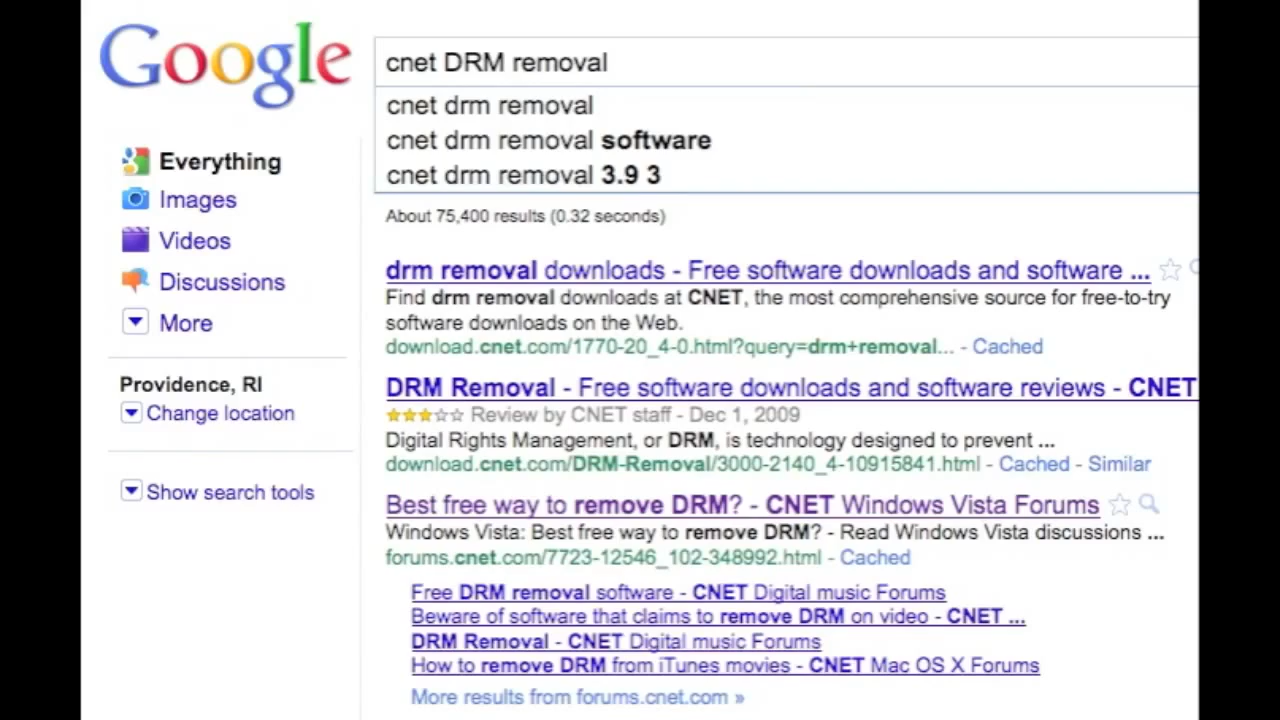 Google
cnet DRM removal
cnet drm removal
cnet drm removal software
cnet drm removal 3.9 3
Everything
Images
Videos
Discussions
More
Providence, RI
Change location
Show search tools
About 75,400 results (0.32 seconds)
drm removal downloads - Free software downloads and software ...
Find drm removal downloads at CNET, the most comprehensive source for free-to-try
software downloads on the Web.
download.cnet.com/1770-20_4-0.html?query=drm+removal... - Cached
DRM Removal - Free software downloads and software reviews - CNET
Review by CNET staff - Dec 1, 2009
Digital Rights Management, or DRM, is technology designed to prevent ...
download.cnet.com/DRM-Removal/3000-2140_4-10915841.html - Cached - Similar
Best free way to remove DRM? - CNET Windows Vista Forums
Windows Vista: Best free way to remove DRM? - Read Windows Vista discussions ...
forums.cnet.com/7723-12546_102-348992.html - Cached
Free DRM removal software - CNET Digital music Forums
Beware of software that claims to remove DRM on video - CNET ...
DRM Removal - CNET Digital music Forums
How to remove DRM from iTunes movies - CNET Mac OS X Forums
More results from forums.cnet.com »